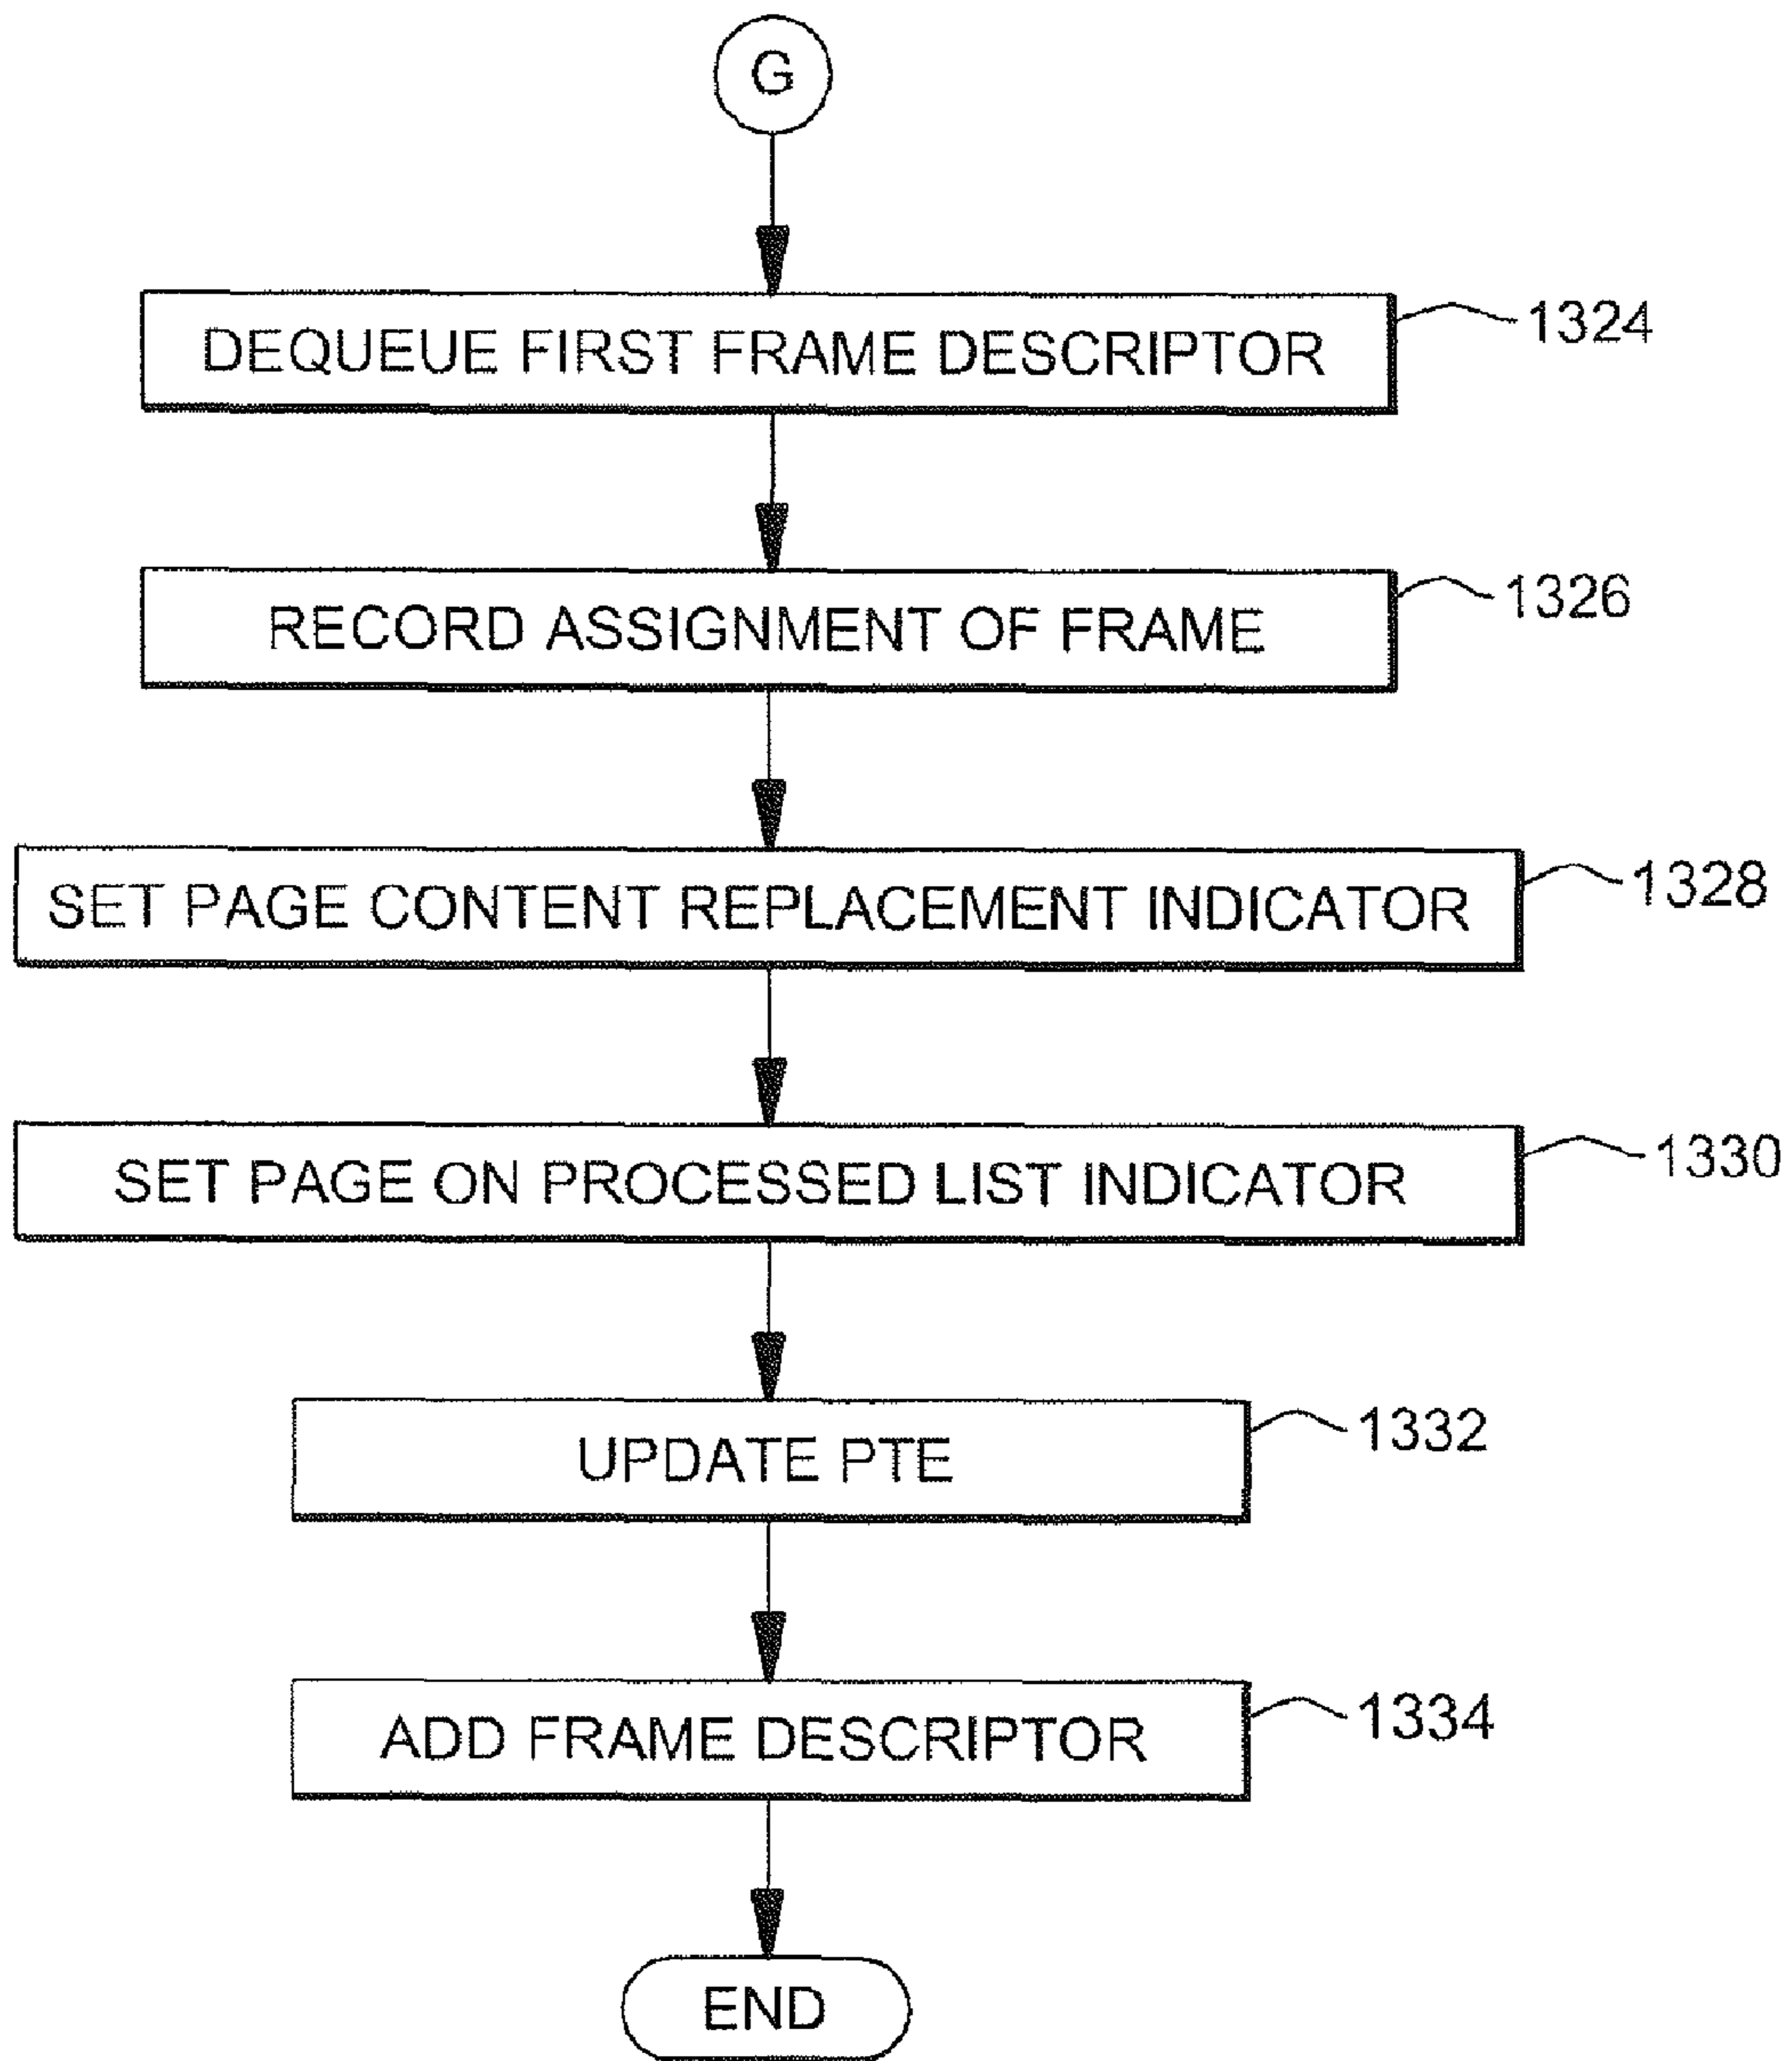 G
DEQUEUE FIRST FRAME DESCRIPTOR
1324
RECORD ASSIGNMENT OF FRAME
1326
SET PAGE CONTENT REPLACEMENT INDICATOR
1328
SET PAGE ON PROCESSED LIST INDICATOR
1330
UPDATE PTE
1332
ADD FRAME DESCRIPTOR
1334
END